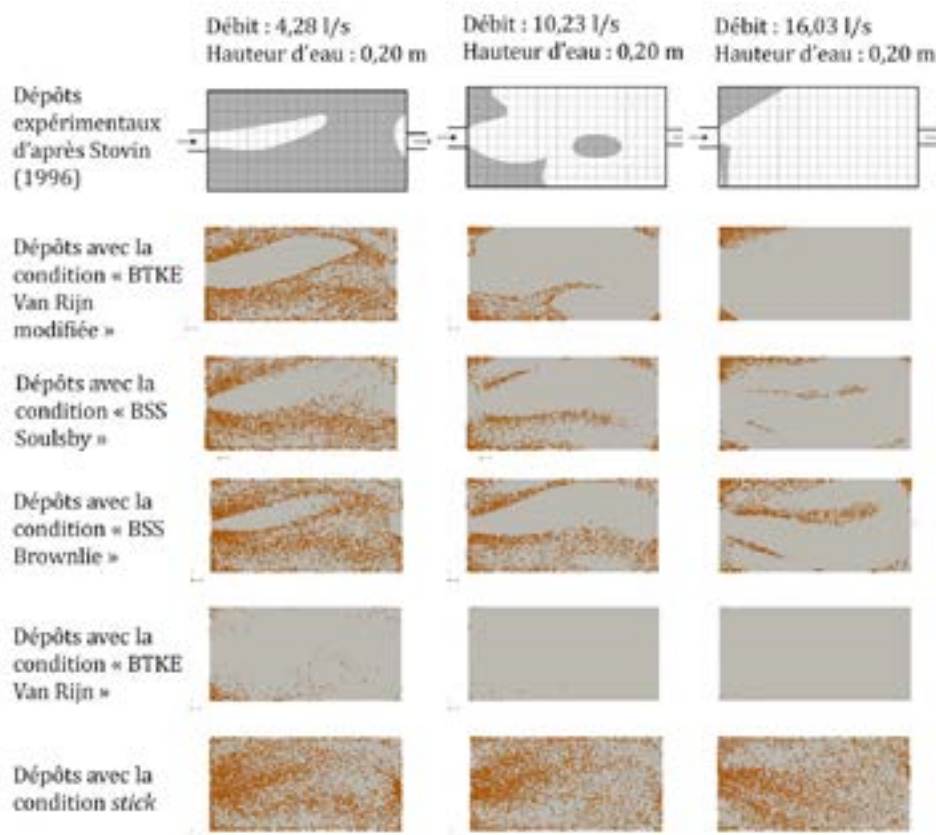 Débit : 4,28 l/s
Hauteur d'eau : 0,20 m
Débit : 10,23 l/s
Hauteur d'eau : 0,20 m
Débit : 16,03 l/s
Hauteur d'eau : 0,20 m
Dépôts
expérimentaux
d'après Stovin
(1996)
Dépôts avec la
condition « BTKE
Van Rijn
modifiée »
Dépôts avec la
condition « BSS
Soulsby »
Dépôts avec la
condition « BSS
Brownlie »
Dépôts avec la
condition « BTKE
Van Rijn »
Dépôts avec la
condition stick